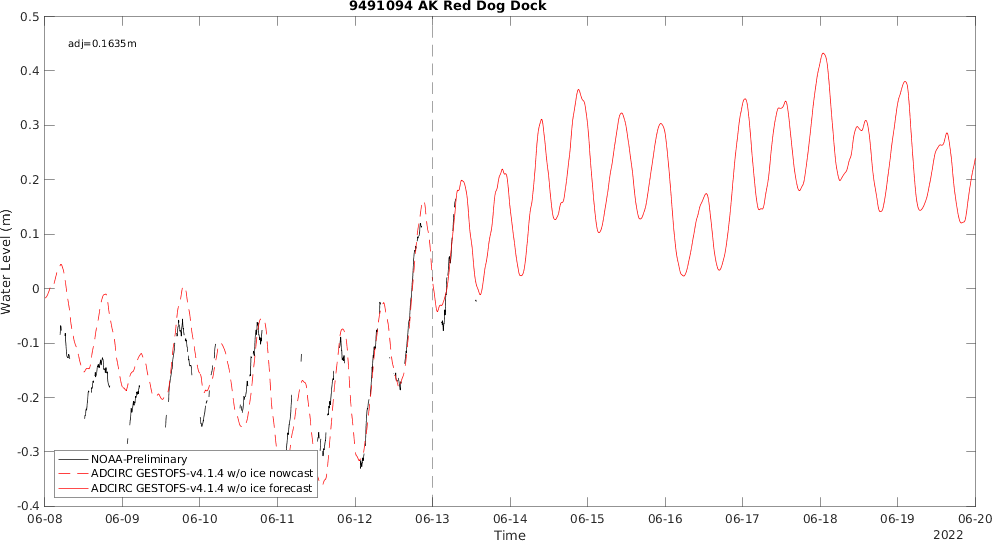 9491094 AK Red Dog Dock
adj=0.1635m
0.5
0.4
0.3
0.2
0.1
0
-0.1
-0.2
-0.3
-0.4
Water Level (m)
NOAA-Preliminary
ADCIRC GESTOFS-v4.1.4 w/o ice nowcast
ADCIRC GESTOFS-v4.1.4 w/o ice forecast
06-08 06-09 06-10 06-11 06-12 06-13 06-14 06-15 06-16 06-17 06-18 06-19 06-20
Time
2022